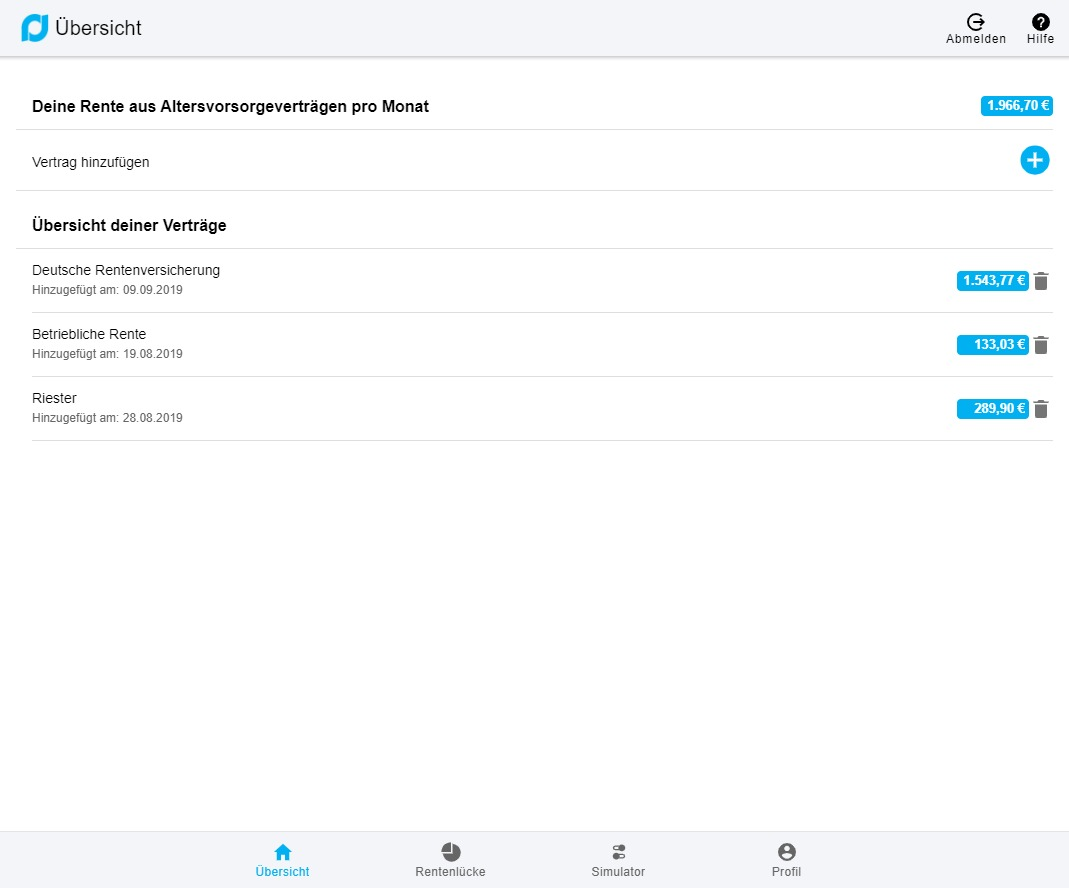 Übersicht
Abmelden
Hilfe
Deine Rente aus Altersvorsorgeverträgen pro Monat 1.966,70 €
Vertrag hinzufügen
Übersicht deiner Verträge
Deutsche Rentenversicherung
Hinzugefügt am: 09.09.2019
1.543,77 €
Betriebliche Rente
Hinzugefügt am: 19.08.2019
133,03 €
Riester
Hinzugefügt am: 28.08.2019
289,90 €
Übersicht Rentenlücke Simulator Profil